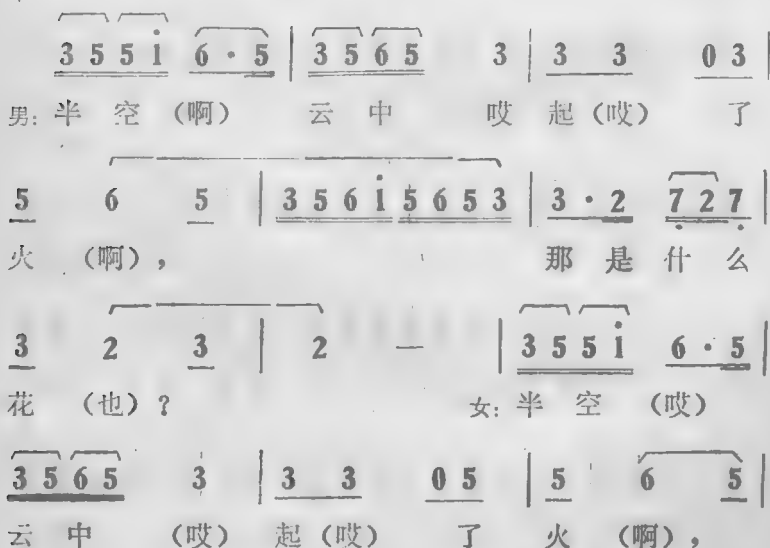 3 5 5 i̇ 6 · 5 | 3 5 6 5 3 | 3 3 0 3 |
男: 半 空 (啊) 云 中 哎 起 (哎) 了
5 6 5 | 3 5 6 i̇ 5 6 5 3 | 3 · 2 7̣ 2 7̣ |
火 (啊), 那 是 什 么
3 2 3 | 2 — | 3 5 5 i̇ 6 · 5 |
花 (也) ? 女: 半 空 (哎)
3 5 6 5 3 | 3 3 0 5 | 5 6 5 |
云 中 (哎) 起 (哎) 了 火 (啊),